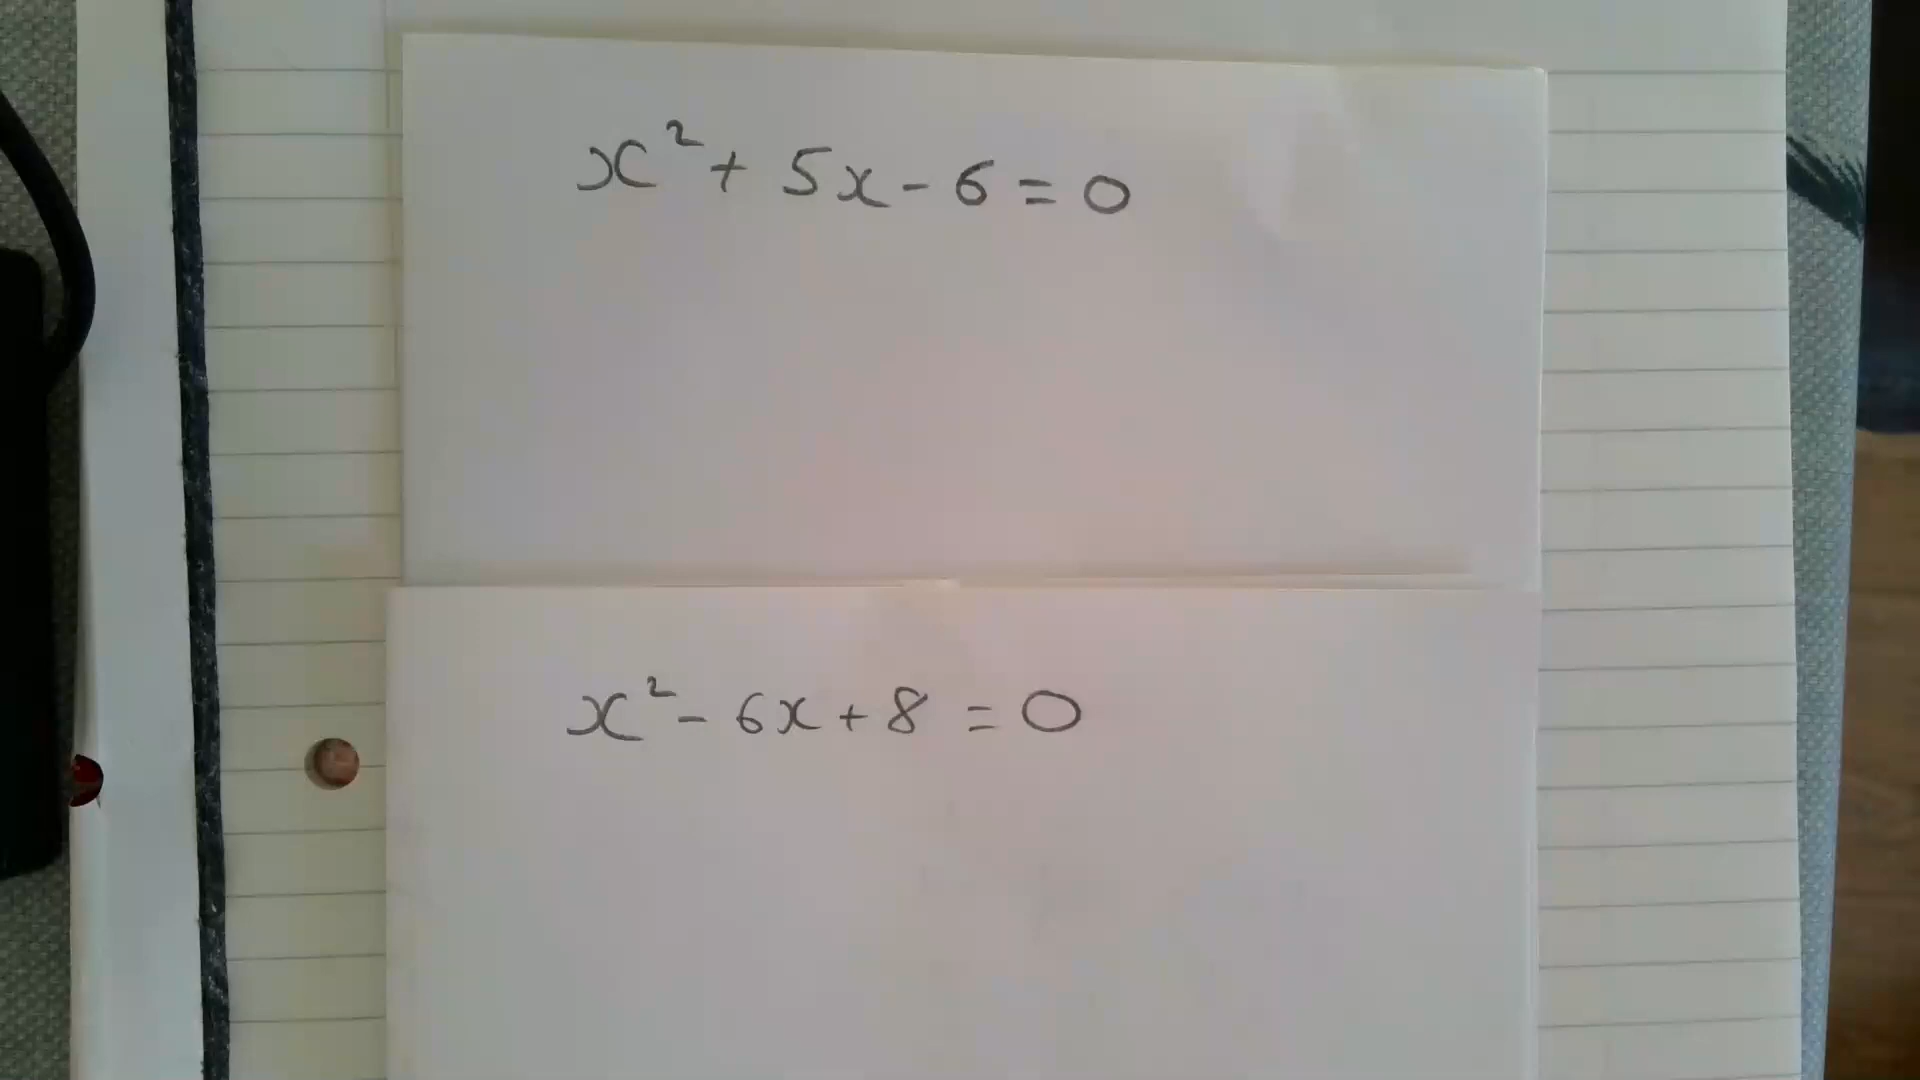 x² + 5x - 6 = 0
x² - 6x + 8 = 0